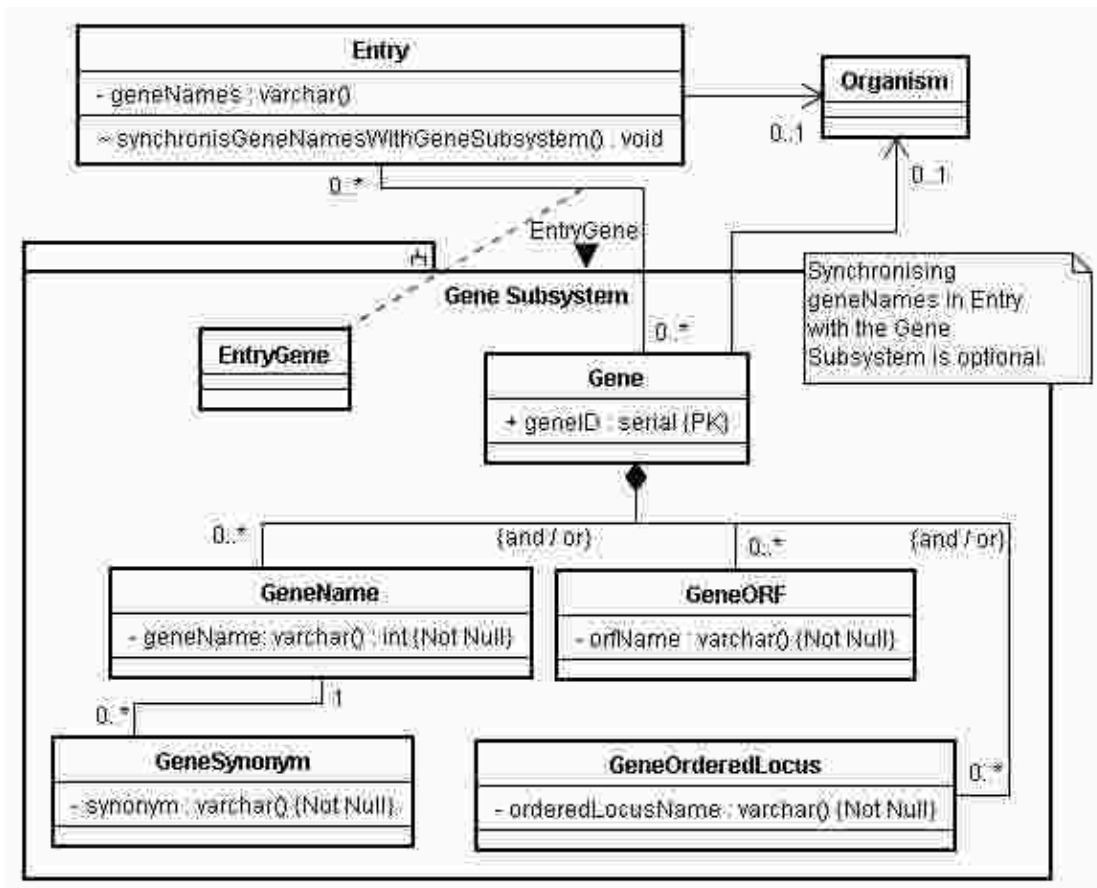 Entry
- geneNames : varchar()
~ synchronisGeneNamesWithGeneSubsystem() : void
Organism
0..1
0..1
0..*
EntryGene
Gene Subsystem
Synchronising
geneNames in Entry
with the Gene
Subsystem is optional.
EntryGene
0..*
Gene
+ geneID : serial {PK}
0..*
{and / or}
0..*
{and / or}
GeneName
- geneName: varchar() : int {Not Null}
GeneORF
- orfName : varchar() {Not Null}
1
0..*
GeneSynonym
- synonym : varchar() {Not Null}
GeneOrderedLocus
- orderedLocusName : varchar() {Not Null}
0..*